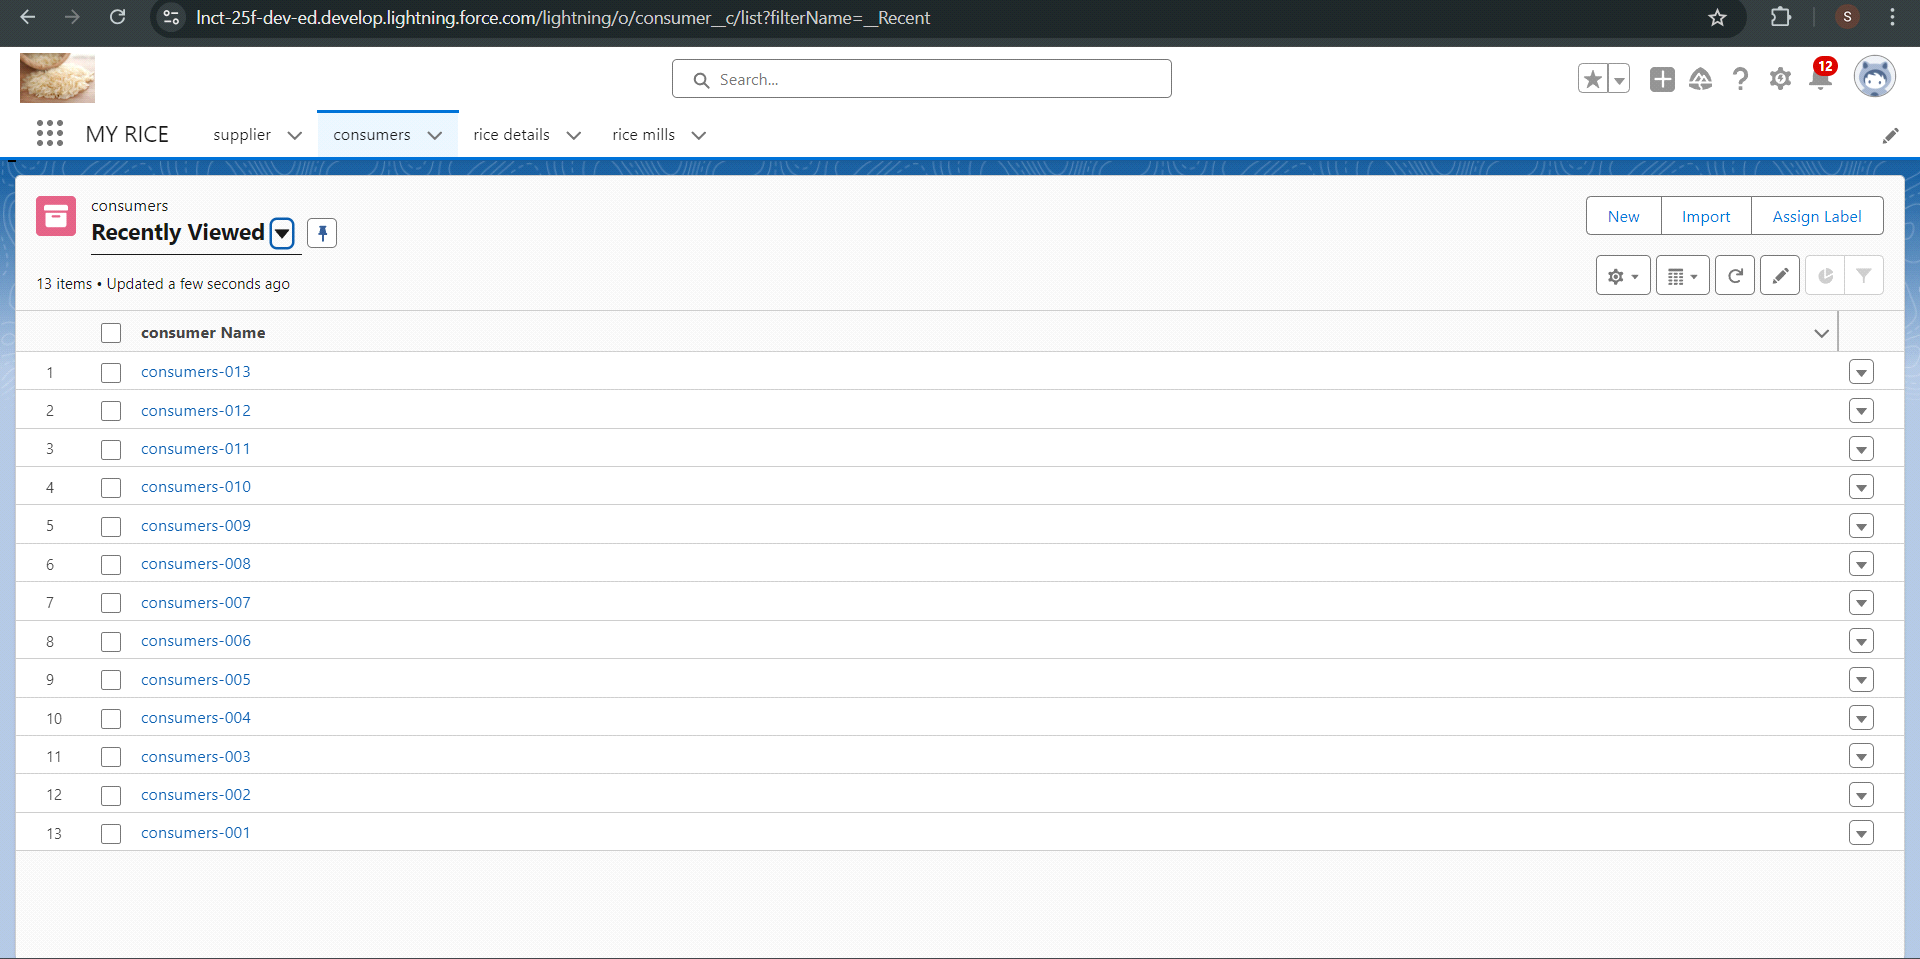 lnct-25f-dev-ed.develop.lightning.force.com/lightning/o/consumer__c/list?filterName=__Recent
S
Search...
12
MY RICE supplier consumers rice details rice mills
consumers
Recently Viewed
New Import Assign Label
13 items • Updated a few seconds ago
consumer Name
1 consumers-013
2 consumers-012
3 consumers-011
4 consumers-010
5 consumers-009
6 consumers-008
7 consumers-007
8 consumers-006
9 consumers-005
10 consumers-004
11 consumers-003
12 consumers-002
13 consumers-001